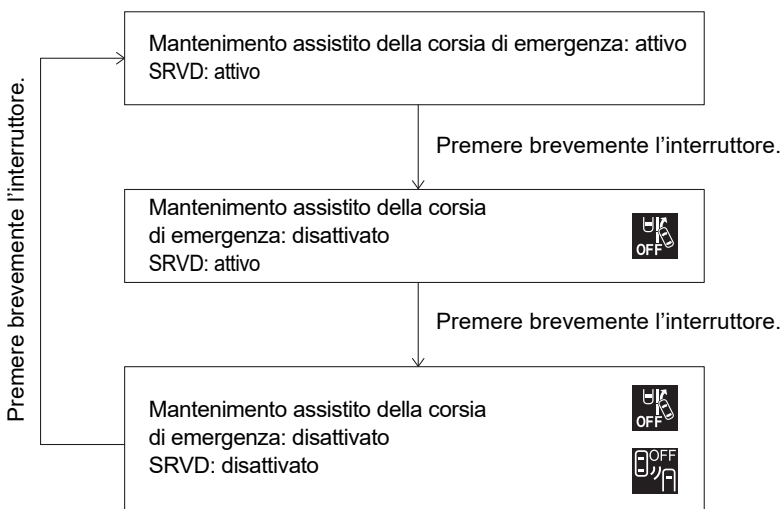 Mantenimento assistito della corsia di emergenza: attivo
SRVD: attivo
Premere brevemente l’interruttore.
Premere brevemente l’interruttore.
Mantenimento assistito della corsia
di emergenza: disattivato
SRVD: attivo
OFF
Premere brevemente l’interruttore.
Mantenimento assistito della corsia
di emergenza: disattivato
SRVD: disattivato
OFF
OFF